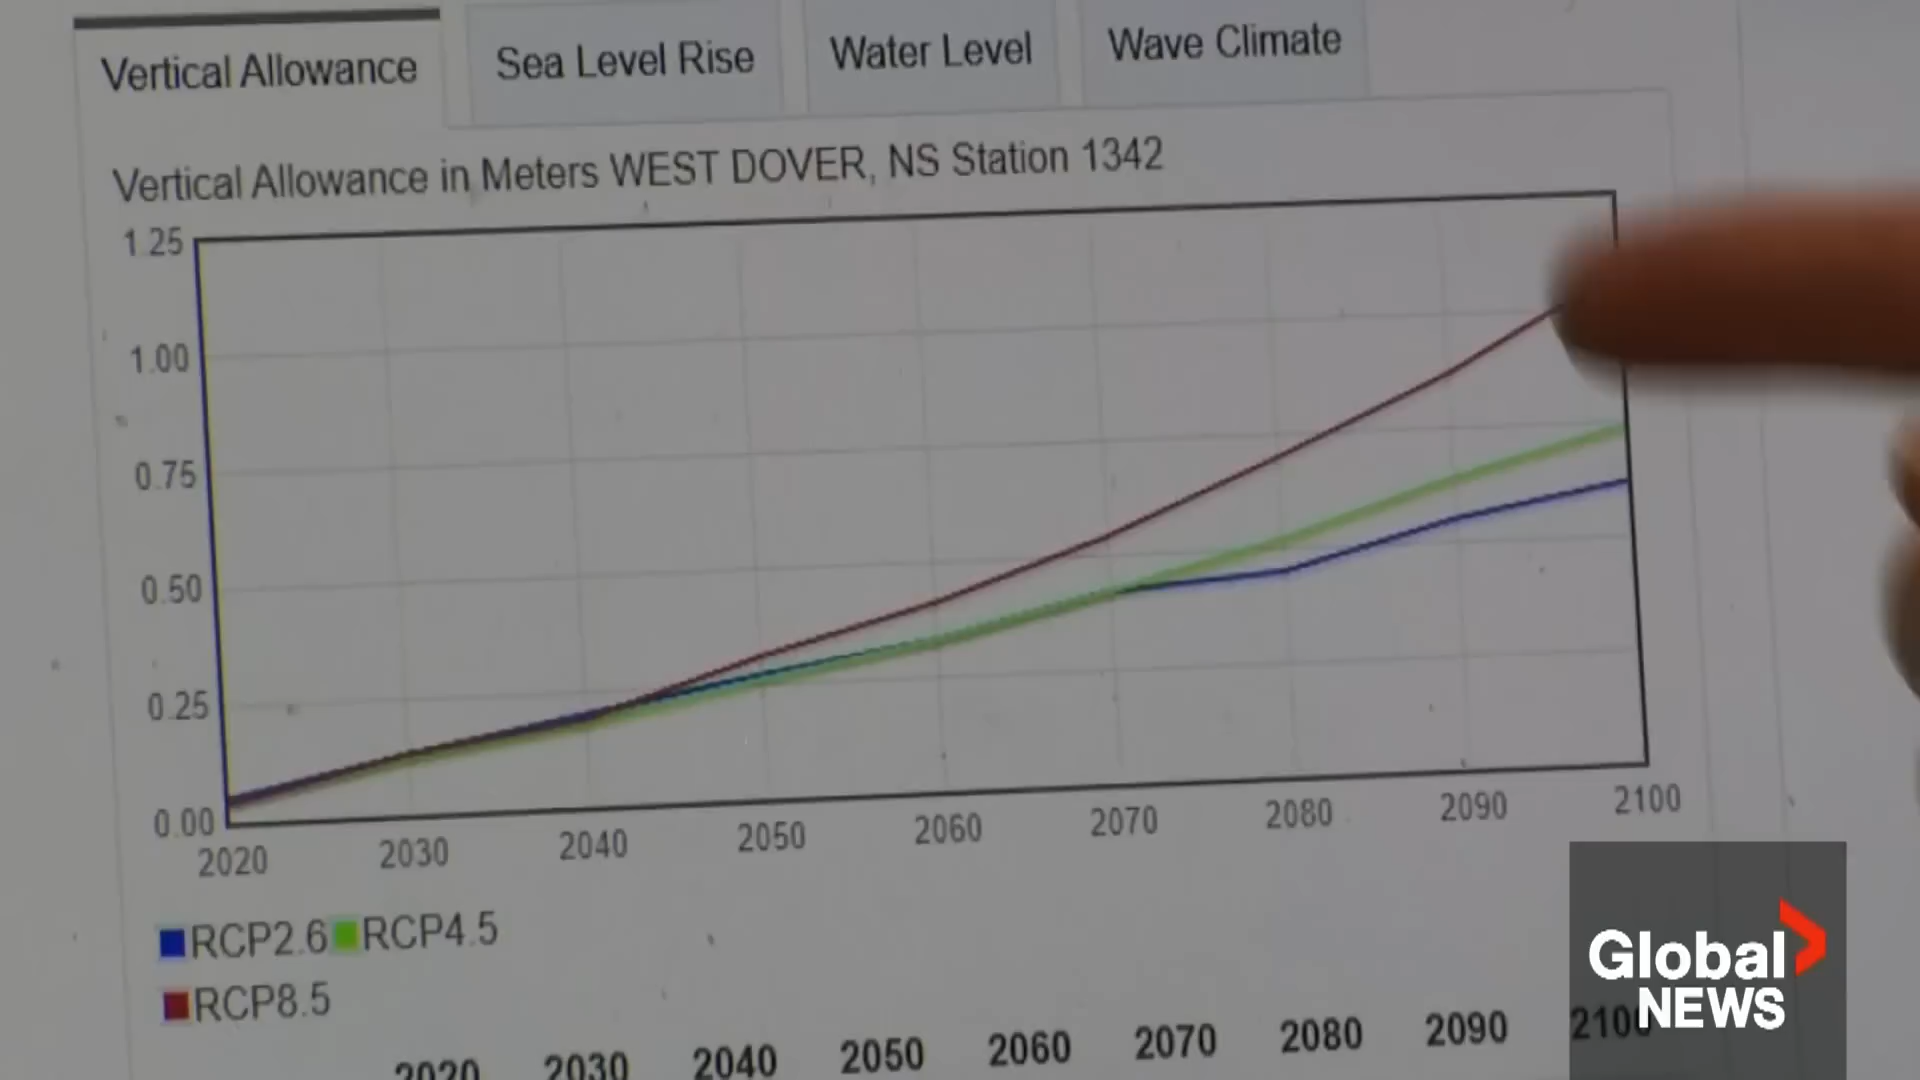 Vertical Allowance Sea Level Rise Water Level Wave Climate
Vertical Allowance in Meters WEST DOVER, NS Station 1342
1.25
1.00
0.75
0.50
0.25
0.00
2020 2030 2040 2050 2060 2070 2080 2090 2100
RCP2.6 RCP4.5
RCP8.5
2020 2030 2040 2050 2060 2070 2080 2090 2100
Global
NEWS